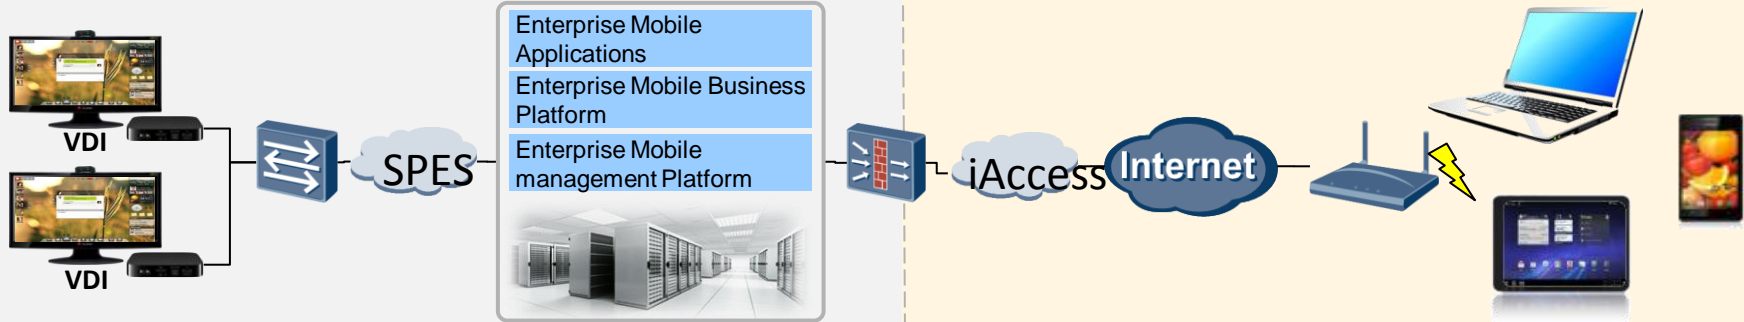 VDI
VDI
SPES
Enterprise Mobile
Applications
Enterprise Mobile Business
Platform
Enterprise Mobile
management Platform
iAccess
Internet